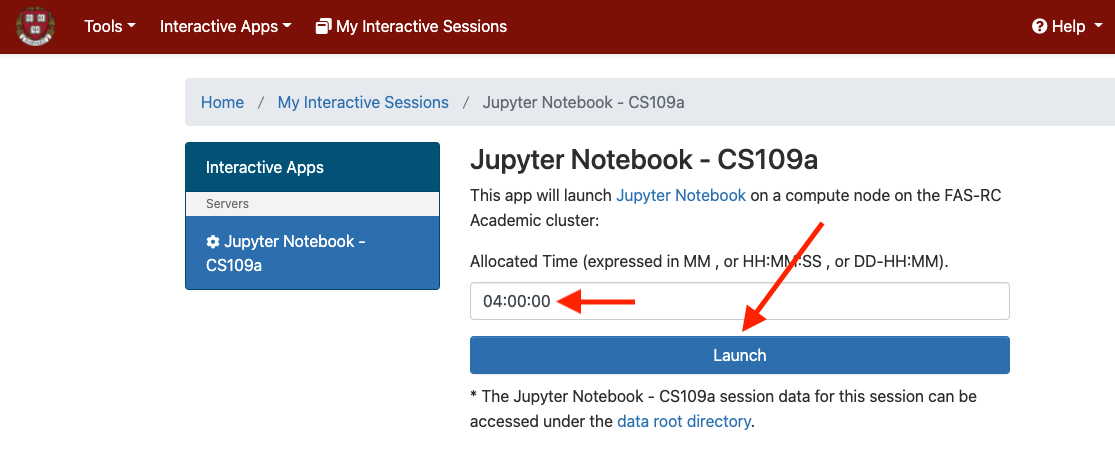 Tools
Interactive Apps
My Interactive Sessions
Help
Home / My Interactive Sessions / Jupyter Notebook - CS109a
Interactive Apps
Servers
Jupyter Notebook -
CS109a
Jupyter Notebook - CS109a
This app will launch Jupyter Notebook on a compute node on the FAS-RC
Academic cluster:
Allocated Time (expressed in MM , or HH:MM:SS , or DD-HH:MM).
04:00:00
Launch
* The Jupyter Notebook - CS109a session data for this session can be
accessed under the data root directory.